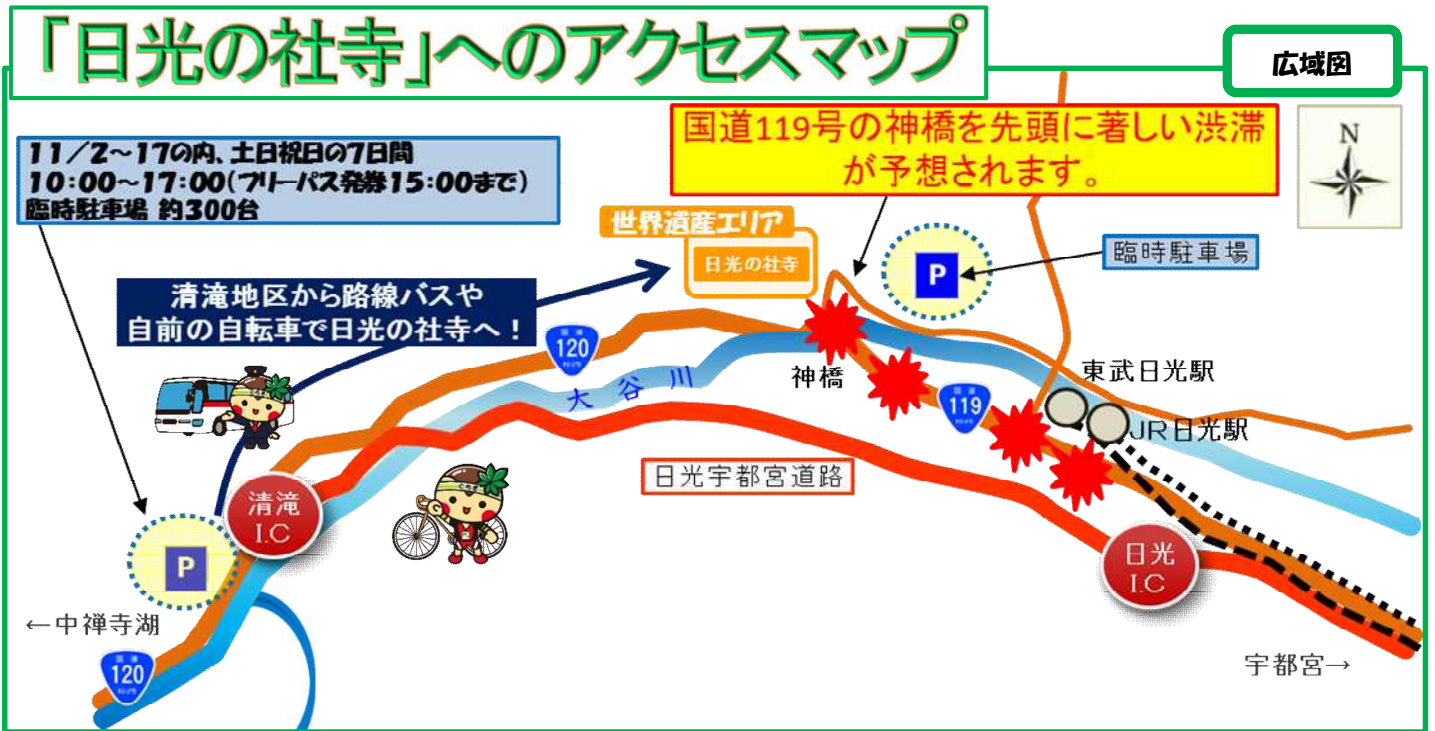 「日光の社寺」へのアクセスマップ
広域図
11/2~17の内、土日祝日の7日間
10:00~17:00(フリーパス発券15:00まで)
臨時駐車場 約300台
国道119号の神橋を先頭に著しい渋滞
が予想されます。
N
世界遺産エリア
日光の社寺
P
臨時駐車場
清滝地区から路線バスや
自前の自転車で日光の社寺へ!
120
神橋
大谷川
119
東武日光駅
JR日光駅
日光宇都宮道路
清滝
I.C
P
日光
I.C
←中禅寺湖
120
宇都宮→